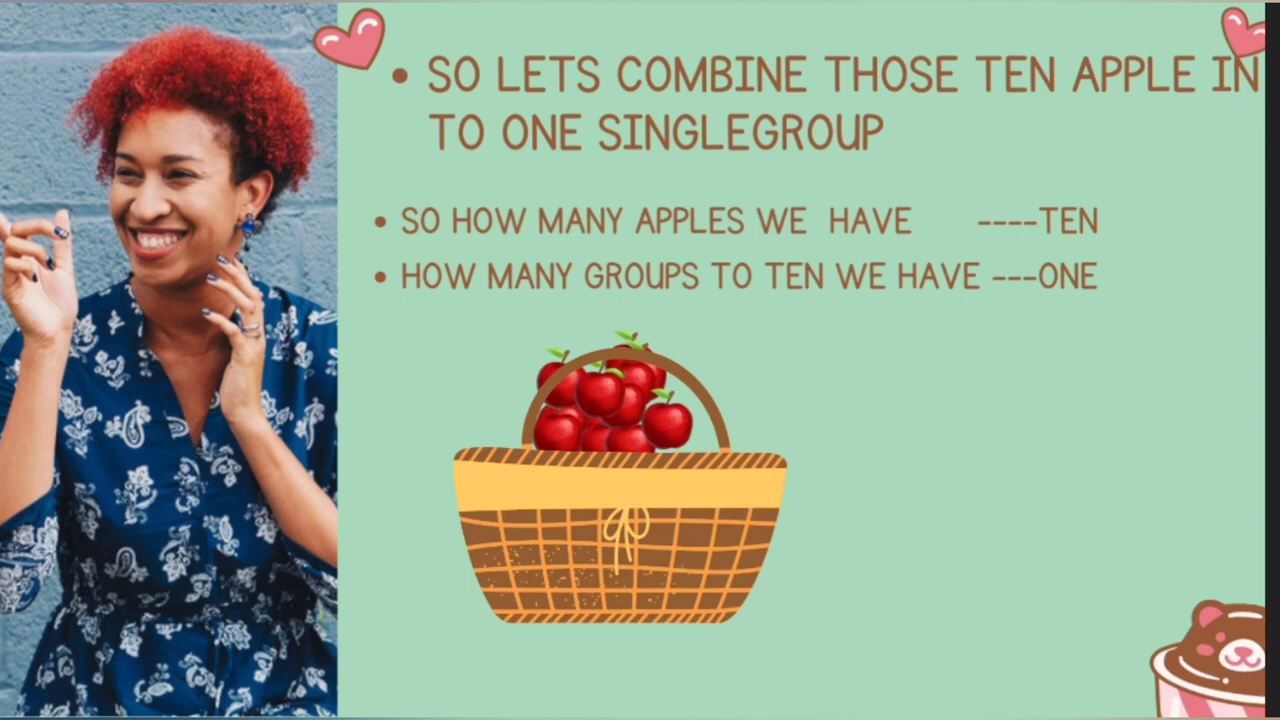 • SO LETS COMBINE THOSE TEN APPLE IN
TO ONE SINGLEGROUP
• SO HOW MANY APPLES WE HAVE ----TEN
• HOW MANY GROUPS TO TEN WE HAVE ---ONE